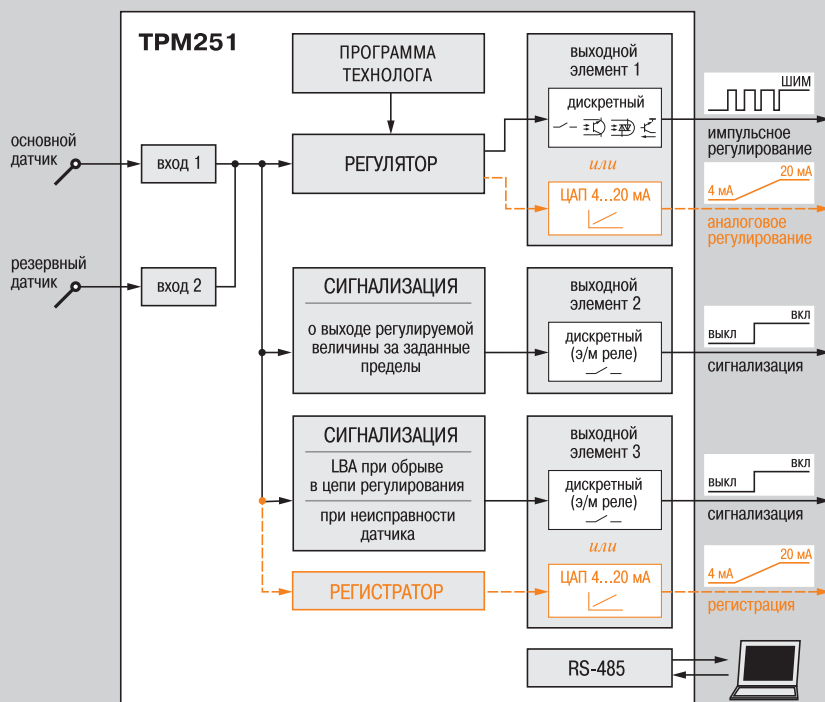 ТРМ251
ПРОГРАММА
ТЕХНОЛОГА
выходной
элемент 1
ШИМ
дискретный
импульсное
регулирование
основной
датчик
вход 1
РЕГУЛЯТОР
или
ЦАП 4...20 мА
4 мА
20 мА
аналоговое
регулирование
резервный
датчик
вход 2
СИГНАЛИЗАЦИЯ
о выходе регулируемой
величины за заданные
пределы
выходной
элемент 2
дискретный
(э/м реле)
выкл
вкл
сигнализация
СИГНАЛИЗАЦИЯ
LBA при обрыве
в цепи регулирования
при неисправности
датчика
выходной
элемент 3
дискретный
(э/м реле)
выкл
вкл
сигнализация
или
РЕГИСТРАТОР
ЦАП 4...20 мА
4 мА
20 мА
регистрация
RS-485